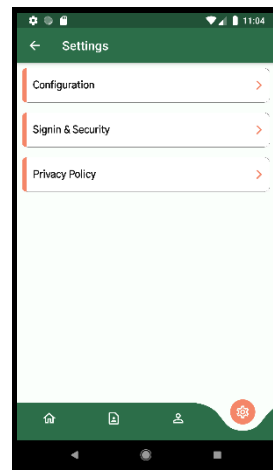 11:04
Settings
Configuration
Signin & Security
Privacy Policy